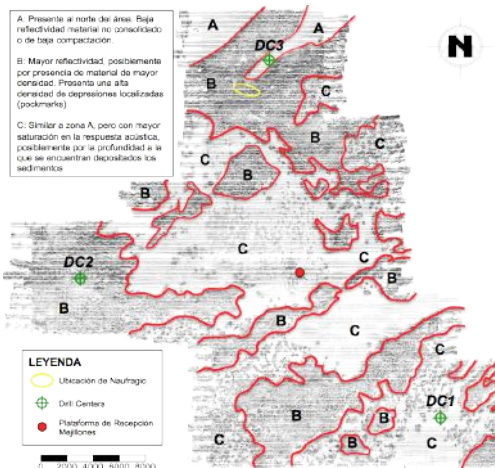 A: Presente al norte del área. Baja
reflectividad material no consolidado
o de baja compactación.
B: Mayor reflectividad, posiblemente
por presencia de material de mayor
densidad. Presenta una alta
densidad de depresiones localizadas
(pockmarks)
C: Similar a zona A, pero con mayor
saturación en la respuesta acústica,
posiblemente por la profundidad a la
que se encuentran depositados los
sedimentos
A
A
N
DC3
B
C
C
B
C
B
B
C
DC2
C
B
B
B
C
C
LEYENDA
Ubicación de Naufragio
Drill Centers
Plataforma de Recepción
Mejillones
B
B
B
DC1
C
C
0 2000 4000 6000 8000